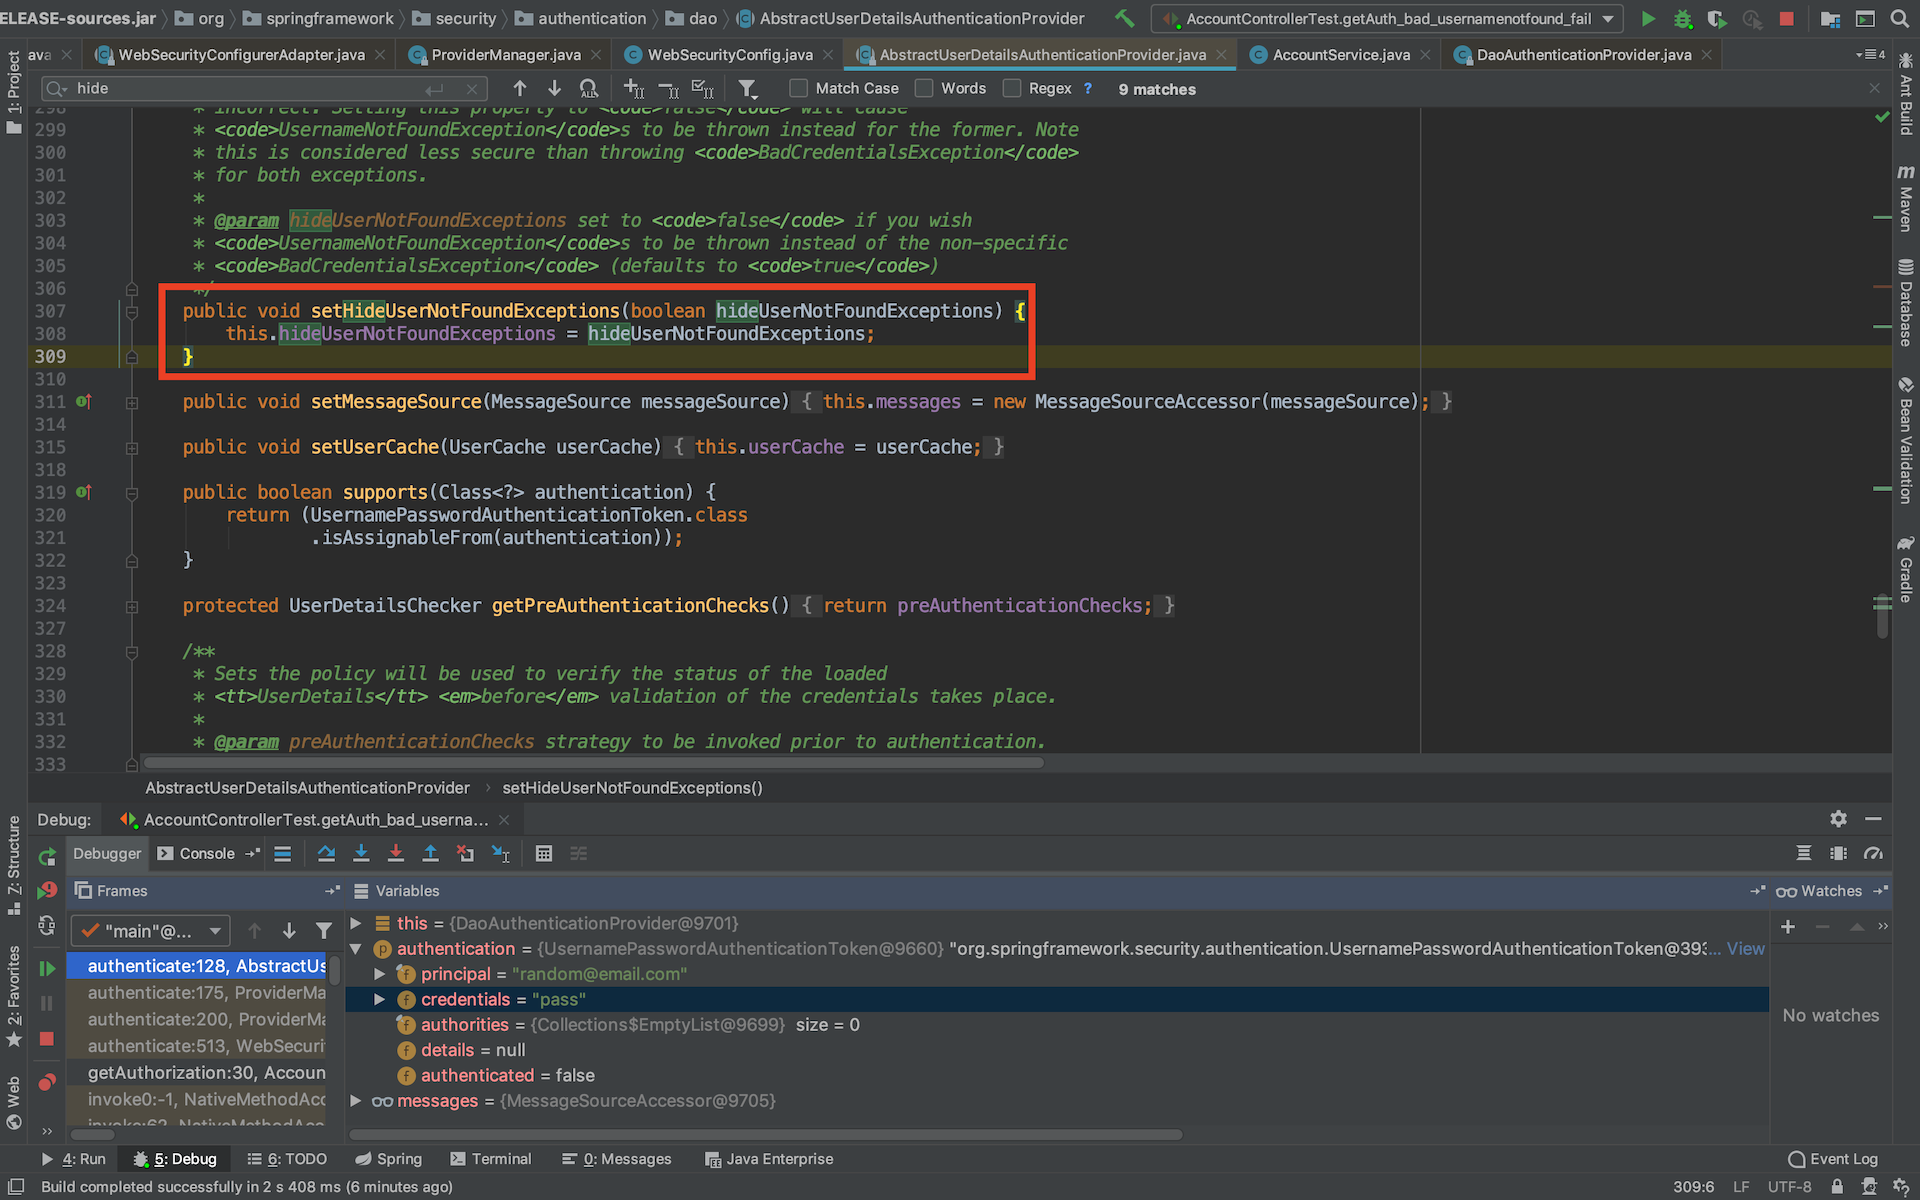 ELEASE-sources.jar org springframework security authentication dao AbstractUserDetailsAuthenticationProvider AccountControllerTest.getAuth_bad_usernamenotfound_fail
ava WebSecurityConfigurerAdapter.java ProviderManager.java WebSecurityConfig.java AbstractUserDetailsAuthenticationProvider.java AccountService.java DaoAuthenticationProvider.java 4
hide Match Case Words Regex ? 9 matches
298 * incorrect. Setting this property to <code>false</code> will cause
299 * <code>UsernameNotFoundException</code>s to be thrown instead for the former. Note
300 * this is considered less secure than throwing <code>BadCredentialsException</code>
301 * for both exceptions.
302 *
303 * @param hideUserNotFoundExceptions set to <code>false</code> if you wish
304 * <code>UsernameNotFoundException</code>s to be thrown instead of the non-specific
305 * <code>BadCredentialsException</code> (defaults to <code>true</code>)
306 */
307 public void setHideUserNotFoundExceptions(boolean hideUserNotFoundExceptions) {
308 this.hideUserNotFoundExceptions = hideUserNotFoundExceptions;
309 }
310
311 public void setMessageSource(MessageSource messageSource) { this.messages = new MessageSourceAccessor(messageSource); }
314
315 public void setUserCache(UserCache userCache) { this.userCache = userCache; }
318
319 public boolean supports(Class<?> authentication) {
320 return (UsernamePasswordAuthenticationToken.class
321 .isAssignableFrom(authentication));
322 }
323
324 protected UserDetailsChecker getPreAuthenticationChecks() { return preAuthenticationChecks; }
327
328 /**
329 * Sets the policy will be used to verify the status of the loaded
330 * <tt>UserDetails</tt> <em>before</em> validation of the credentials takes place.
331 *
332 * @param preAuthenticationChecks strategy to be invoked prior to authentication.
333
AbstractUserDetailsAuthenticationProvider › setHideUserNotFoundExceptions()
1: Project
Z: Structure
2: Favorites
Web
Ant Build
Maven
Database
Bean Validation
Gradle
Debug: AccountControllerTest.getAuth_bad_userna...
Debugger Console
Frames Variables Watches
"main"@...
authenticate:128, AbstractUs
authenticate:175, ProviderMa
authenticate:200, ProviderMa
authenticate:513, WebSecurit
getAuthorization:30, Accoun
invoke0:-1, NativeMethodAcc
invoke:62, NativeMethodAcc
this = {DaoAuthenticationProvider@9701}
authentication = {UsernamePasswordAuthenticationToken@9660} "org.springframework.security.authentication.UsernamePasswordAuthenticationToken@393... View
principal = "random@email.com"
credentials = "pass"
authorities = {Collections$EmptyList@9699} size = 0
details = null
authenticated = false
messages = {MessageSourceAccessor@9705}
No watches
4: Run 5: Debug 6: TODO Spring Terminal 0: Messages Java Enterprise Event Log
Build completed successfully in 2 s 408 ms (6 minutes ago) 309:6 LF UTF-8